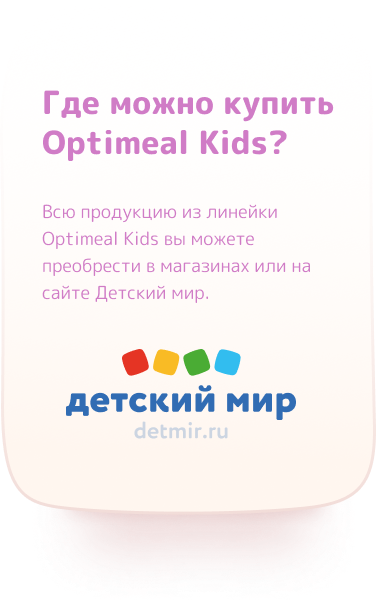 Где можно купить
Optimeal Kids?
Всю продукцию из линейки
Optimeal Kids вы можете
преобрести в магазинах или на
сайте Детский мир.
детский мир
detmir.ru